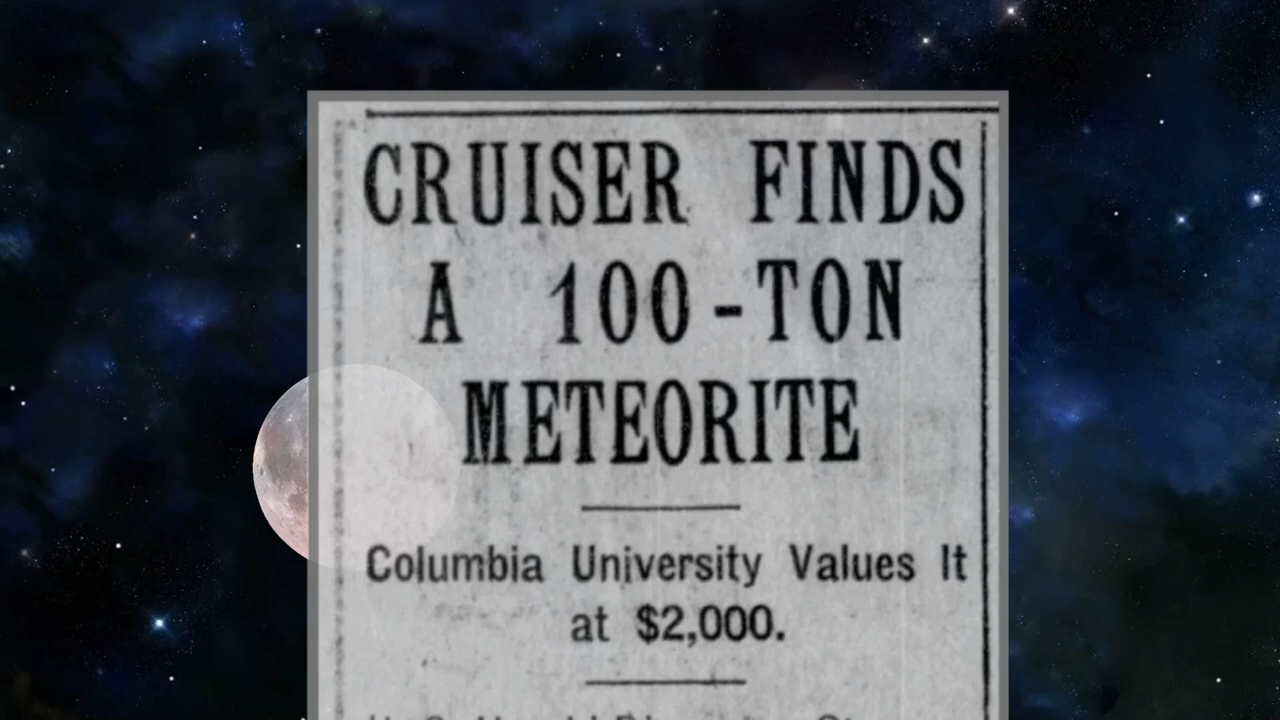 CRUISER FINDS
A 100-TON
METEORITE
Columbia University Values It
at $2,000.